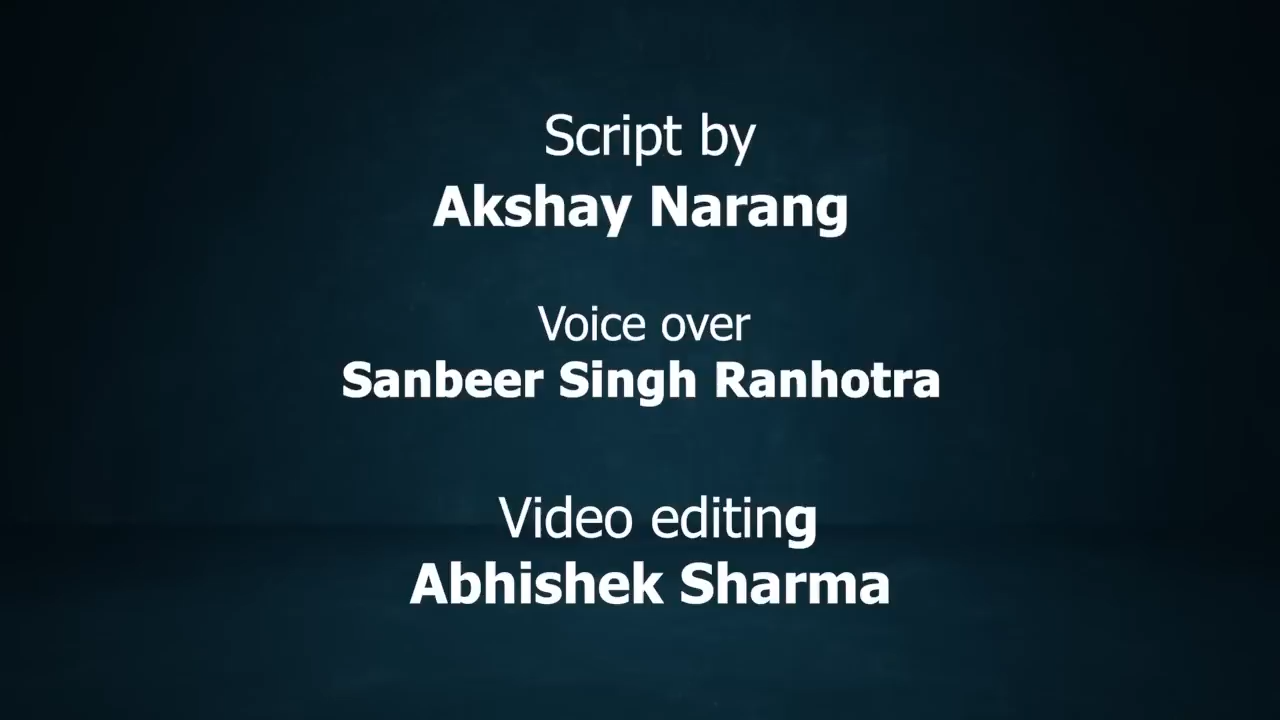 Script by
Akshay Narang
Voice over
Sanbeer Singh Ranhotra
Video editing
Abhishek Sharma